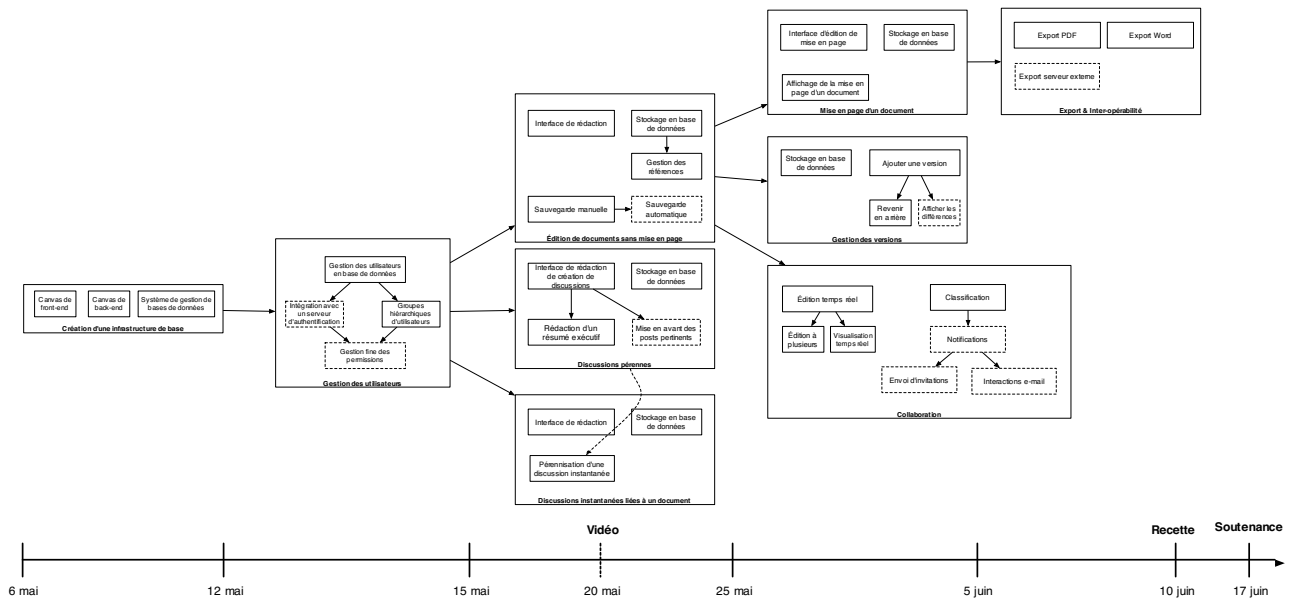 Canvas de
front-end
Canvas de
back-end
Système de gestion de
bases de données
Création d'une infastructure de base
Gestion des utilisateurs
en base de données
Intégration avec
un serveur
d'authentification
Groupes
hiérarchiques
d'utilisateurs
Gestion fine des
permissions
Gestion des utilisateurs
Interface de rédaction
Stockage en base
de données
Gestion des
références
Sauvegarde manuelle
Sauvegarde
automatique
Édition de documents sans mise en page
Interface de rédaction
de création de
discussions
Stockage en base
de données
Rédaction d'un
résumé exécutif
Mise en avant des
posts pertinents
Discussions pérennes
Interface de rédaction
Stockage en base
de données
Pérennisation d'une
discussion instantanée
Discussions instantanées liées à un document
Interface d'édition de
mise en page
Stockage en base
de données
Affichage de la mise en
page d'un document
Mise en page d'un document
Export PDF
Export Word
Export serveur externe
Export & Inter-opérabilité
Stockage en base
de données
Ajouter une version
Revenir
en arrière
Afficher les
différences
Gestion des versions
Édition temps réel
Édition à
plusieurs
Visualisation
temps réel
Classification
Notifications
Envoi d'invitations
Interactions e-mail
Collaboration
Vidéo
Recette
Soutenance
6 mai
12 mai
15 mai
20 mai
25 mai
5 juin
10 juin
17 juin